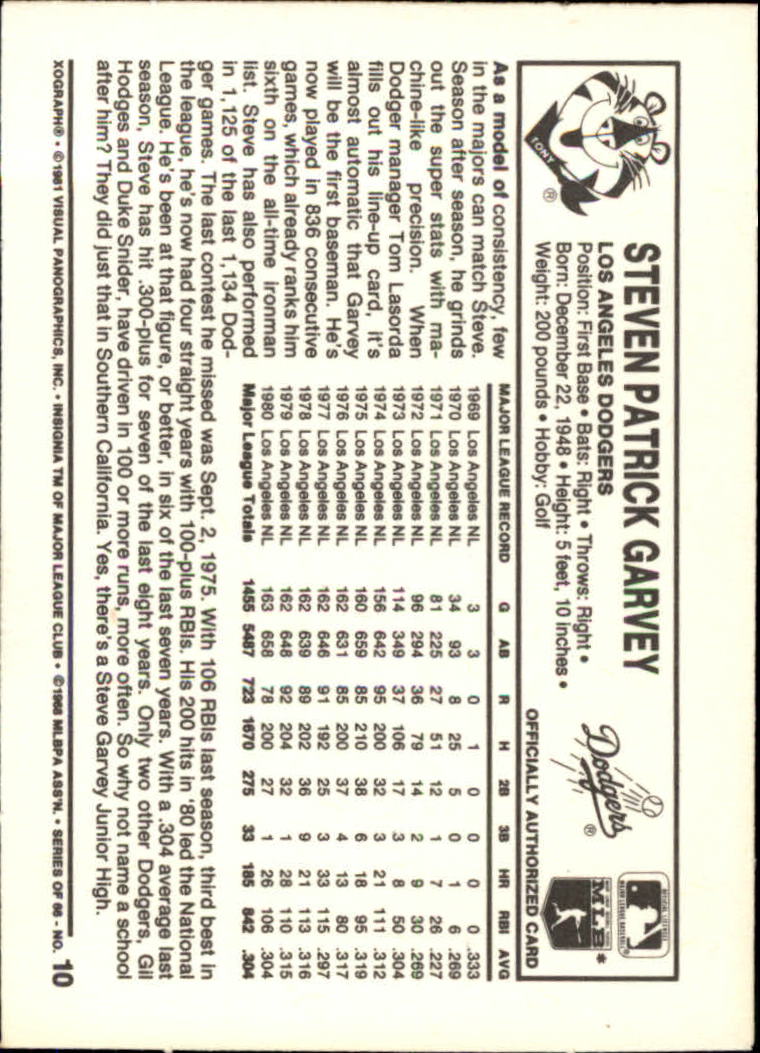 TONY
®
STEVEN PATRICK GARVEY
LOS ANGELES DODGERS
Position: First Base • Bats: Right • Throws: Right •
Born: December 22, 1948 • Height: 5 feet, 10 inches •
Weight: 200 pounds • Hobby: Golf
Dodgers ®
OFFICIALLY AUTHORIZED CARD
MLB*
As a model of consistency, few
in the majors can match Steve.
Season after season, he grinds
out the super stats with ma-
chine-like precision. When
Dodger manager Tom Lasorda
fills out his line-up card, it's
almost automatic that Garvey
will be the first baseman. He's
now played in 836 consecutive
games, which already ranks him
sixth on the all-time ironman
list. Steve has also performed
in 1,125 of the last 1,134 Dod-
MAJOR LEAGUE RECORD G AB R H 2B 3B HR RBI AVG
1969 Los Angeles NL 3 3 0 1 0 0 0 0 .333
1970 Los Angeles NL 34 93 8 25 5 0 1 6 .269
1971 Los Angeles NL 81 225 27 51 12 1 7 26 .227
1972 Los Angeles NL 96 294 36 79 14 2 9 30 .269
1973 Los Angeles NL 114 349 37 106 17 3 8 50 .304
1974 Los Angeles NL 156 642 95 200 32 3 21 111 .312
1975 Los Angeles NL 160 659 85 210 38 6 18 95 .319
1976 Los Angeles NL 162 631 85 200 37 4 13 80 .317
1977 Los Angeles NL 162 646 91 192 25 3 33 115 .297
1978 Los Angeles NL 162 639 89 202 36 9 21 113 .316
1979 Los Angeles NL 162 648 92 204 32 1 28 110 .315
1980 Los Angeles NL 163 658 78 200 27 1 26 106 .304
Major League Totals 1455 5487 723 1670 275 33 185 842 .304
ger games. The last contest he missed was Sept. 2, 1975. With 106 RBIs last season, third best in
the league, he's now had four straight years with 100-plus RBIs. His 200 hits in '80 led the National
League. He's been at that figure, or better, in six of the last seven years. With a .304 average last
season, Steve has hit .300-plus for seven of the last eight years. Only two other Dodgers, Gil
Hodges and Duke Snider, have driven in 100 or more runs, more often. So why not name a school
after him? They did just that in Southern California. Yes, there's a Steve Garvey Junior High.
XOGRAPH® • ©1981 VISUAL PANOGRAPHICS, INC. • INSIGNIA TM OF MAJOR LEAGUE CLUB • ©1968 MLBPA ASS'N. • SERIES OF 66 - NO. 10